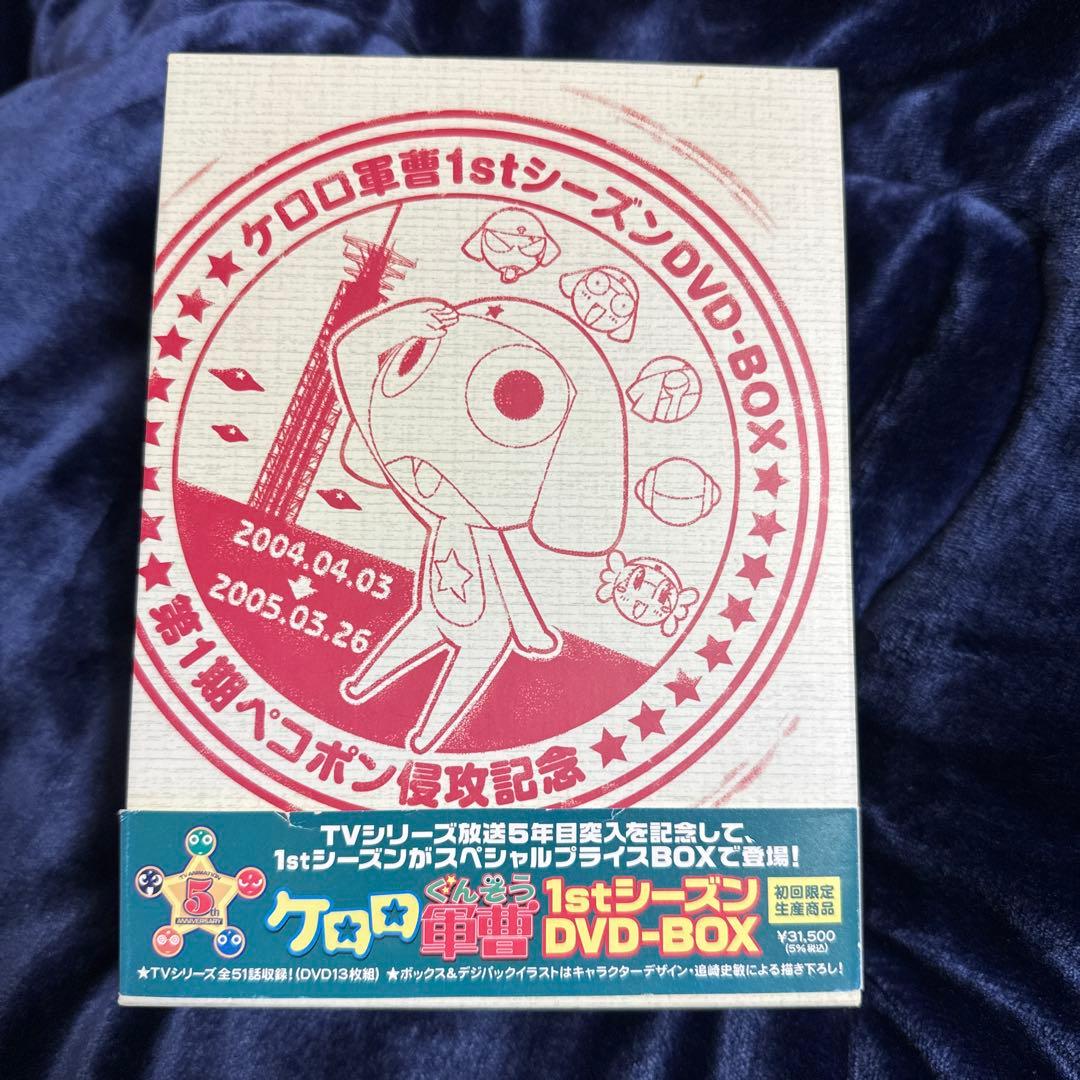 ケロロ軍曹1stシーズンDVD-BOX
2004.04.03
2005.03.26
第1期ペコポン侵攻記念
TVシリーズ放送5年目突入を記念して、
1stシーズンがスペシャルプライスBOXで登場!
TV ANIMATION
5th
ANNIVERSARY
ケロロ軍曹
ぐんそう
1stシーズン
DVD-BOX
初回限定
生産商品
¥31,500
(5%税込)
★TVシリーズ全51話収録!(DVD13枚組) ★ボックス&デジパックイラストはキャラクターデザイン・追崎史敏による描き下ろし!